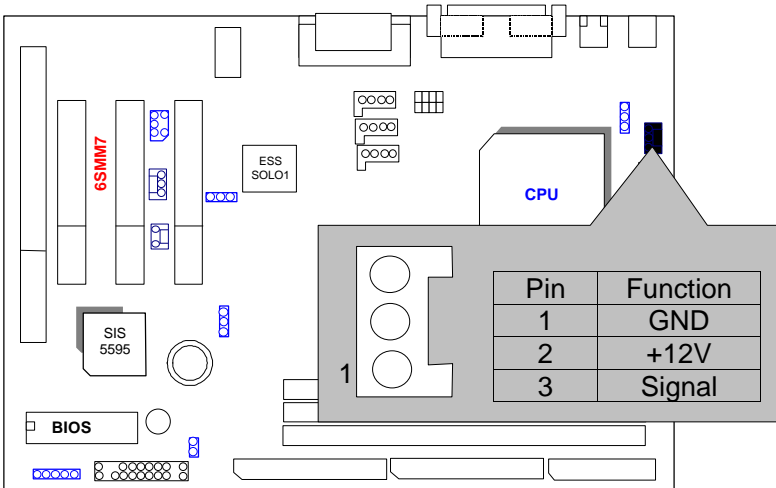 6SMM7
ESS
SOLO1
CPU
Pin Function
1 GND
2 +12V
3 Signal
1
SIS
5595
BIOS